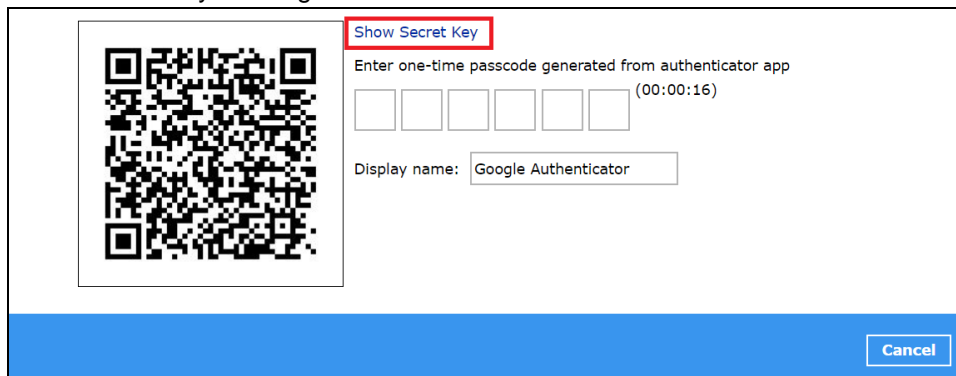 Show Secret Key
Enter one-time passcode generated from authenticator app
(00:00:16)
Display name: Google Authenticator
Cancel